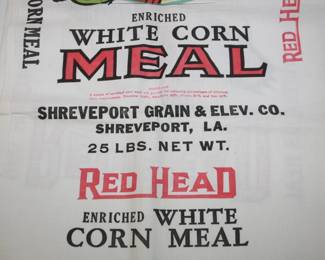 ENRICHED
WHITE CORN
MEAL
SHREVEPORT GRAIN & ELEV. CO.
SHREVEPORT, LA.
25 LBS. NET WT.
RED HEAD
ENRICHED WHITE
CORN MEAL
CORN MEAL
RED HEAD